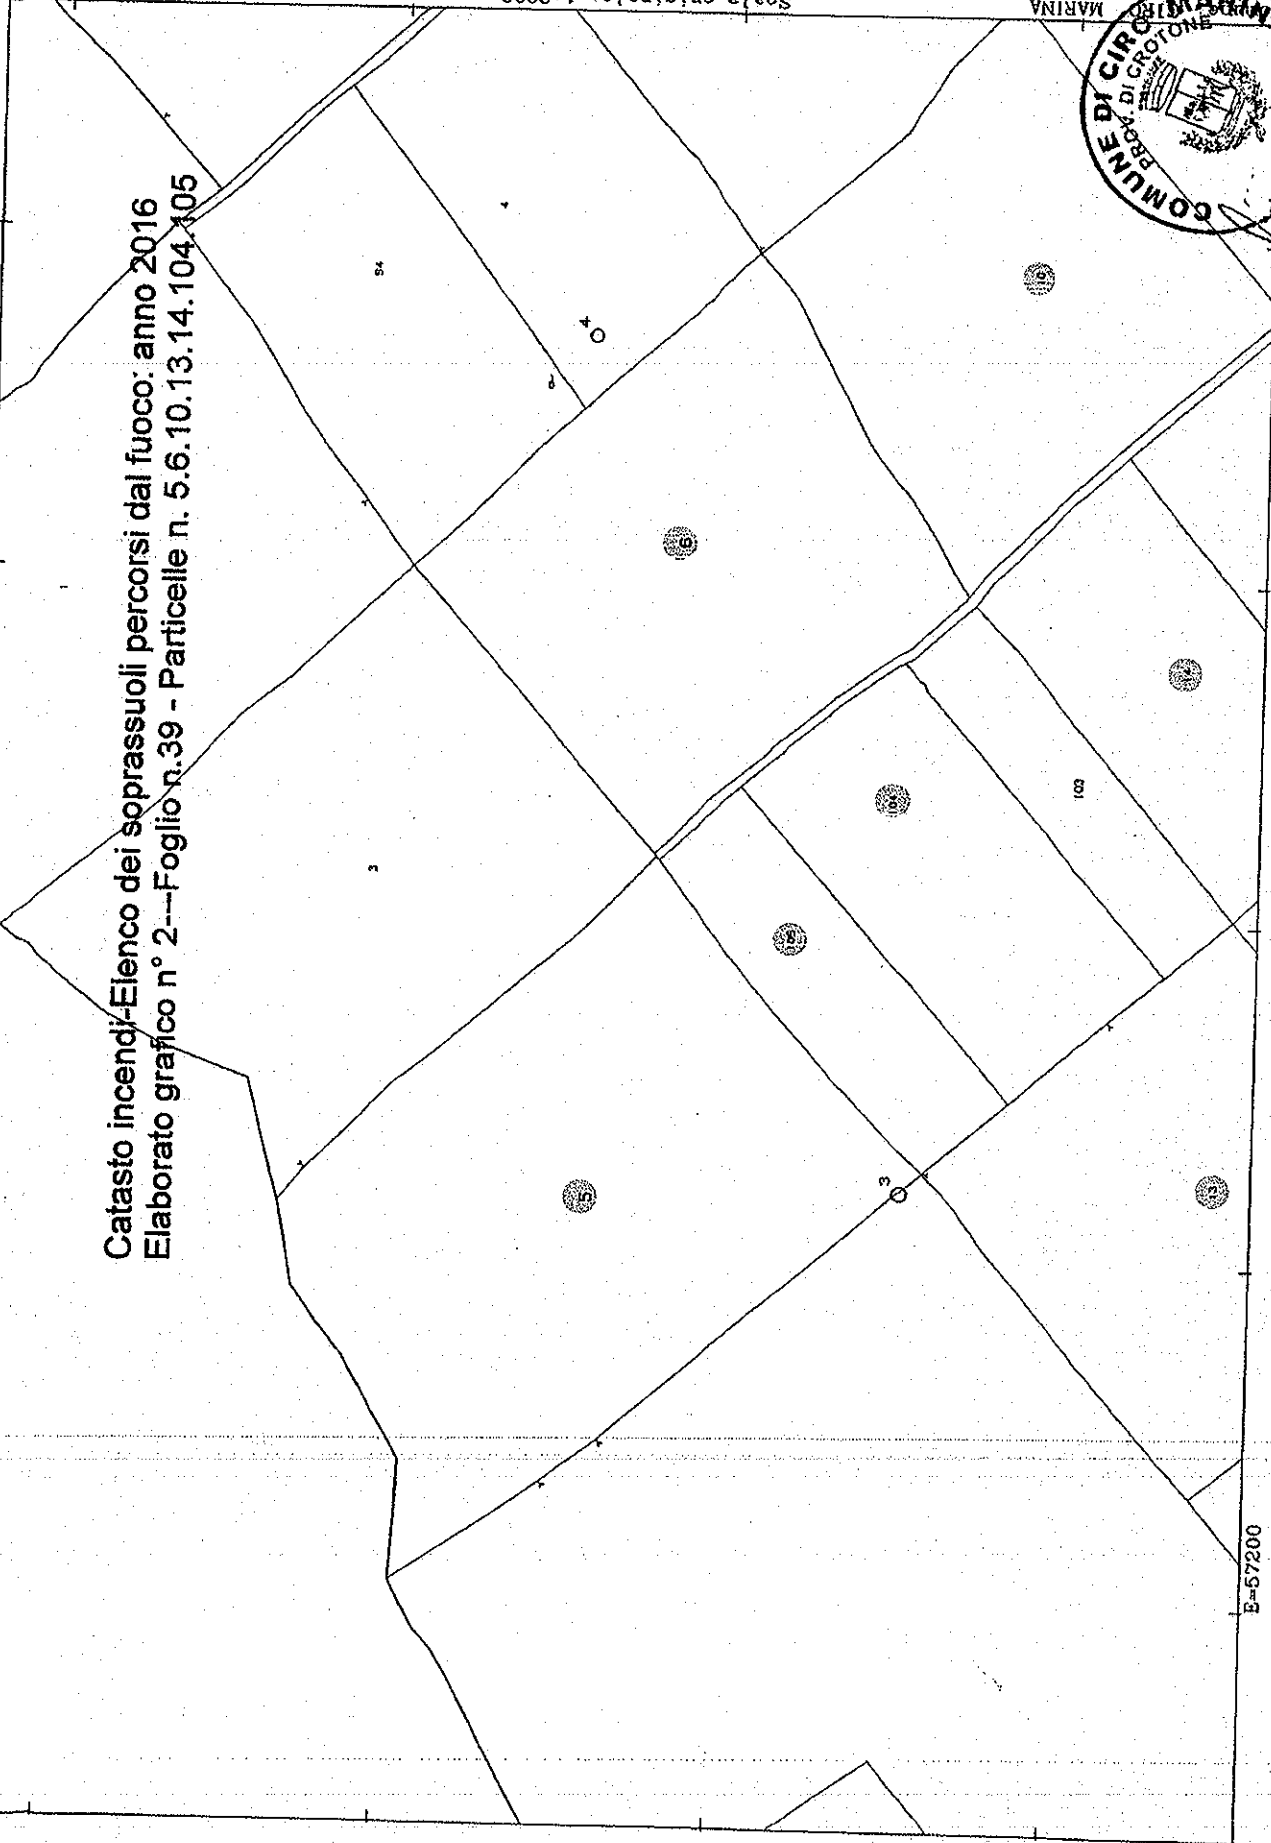 Catasto incendi-Elenco dei soprassuoli percorsi dal fuoco: anno 2016
Elaborato grafico n° 2---Foglio n.39 - Particelle n. 5.6.10.13.14.104.105
COMUNE DI CIRO' MARINA
PROV. DI CROTONE
MARINA
54
4
4
10
6
3
14
104
103
5
3
13
E=57200